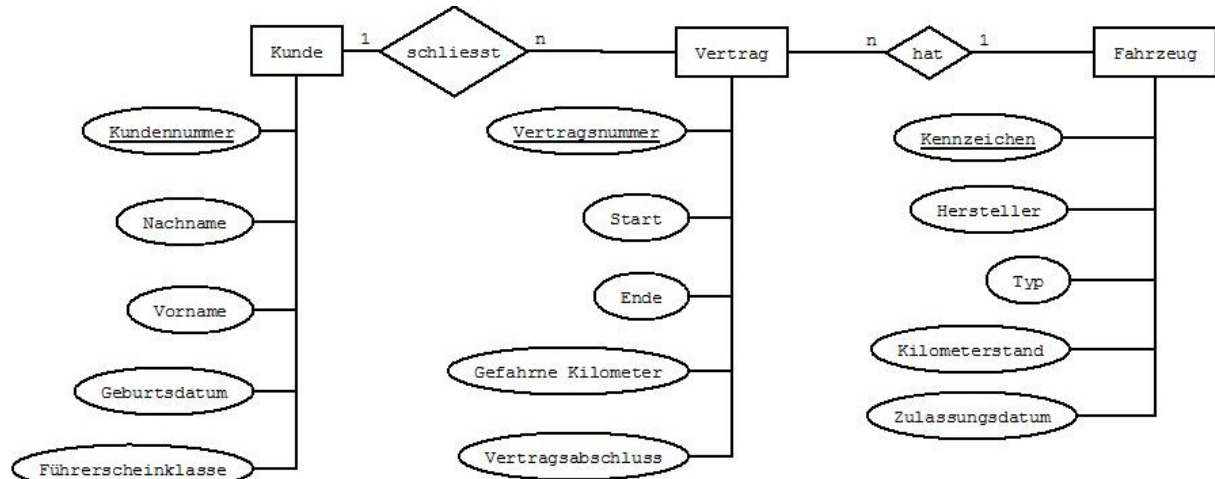 Kunde 1 schliesst n Vertrag n hat 1 Fahrzeug
Kundennummer
Nachname
Vorname
Geburtsdatum
Führerscheinklasse
Vertragsnummer
Start
Ende
Gefahrne Kilometer
Vertragsabschluss
Kennzeichen
Hersteller
Typ
Kilometerstand
Zulassungsdatum